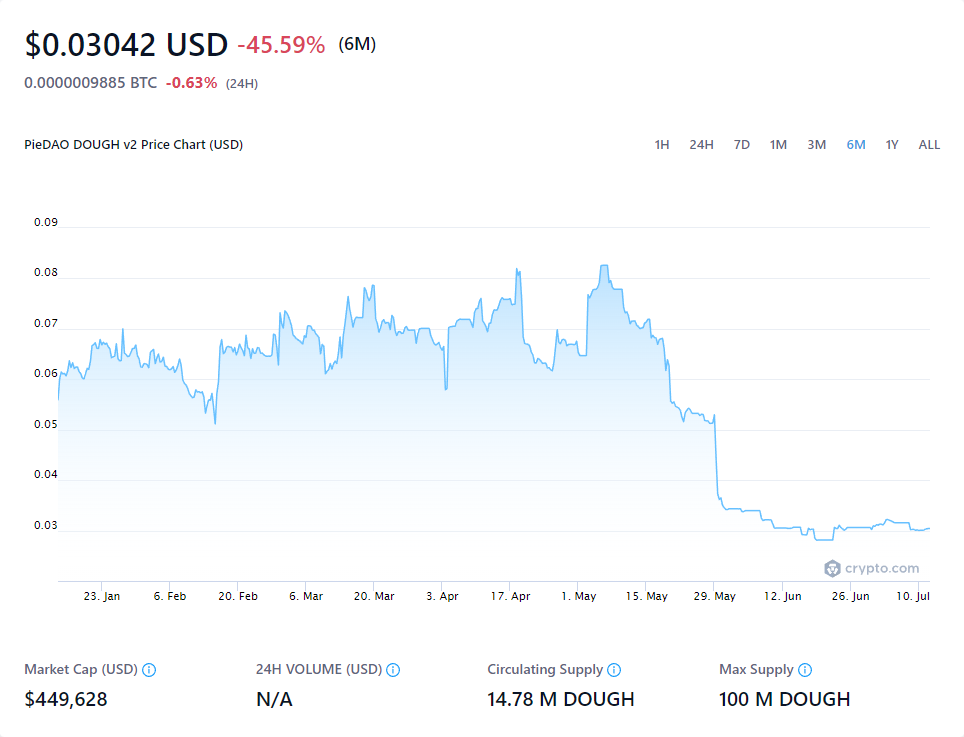 $0.03042 USD -45.59% (6M)
0.0000009885 BTC -0.63% (24H)
PieDAO DOUGH v2 Price Chart (USD) 1H 24H 7D 1M 3M 6M 1Y ALL
0.09
0.08
0.07
0.06
0.05
0.04
0.03
crypto.com
23. Jan 6. Feb 20. Feb 6. Mar 20. Mar 3. Apr 17. Apr 1. May 15. May 29. May 12. Jun 26. Jun 10. Jul
Market Cap (USD) 24H VOLUME (USD) Circulating Supply Max Supply
$449,628 N/A 14.78 M DOUGH 100 M DOUGH